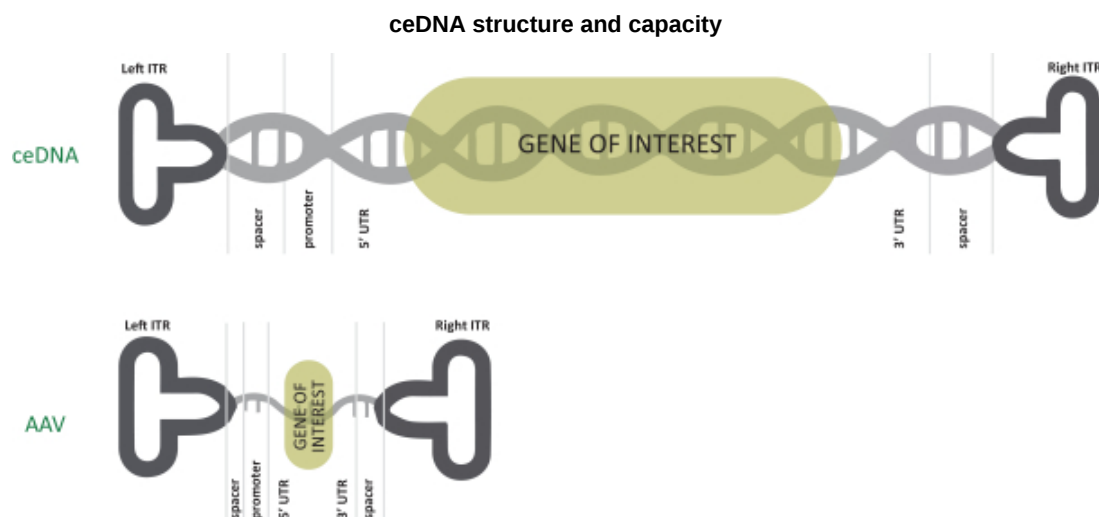 ceDNA structure and capacity
Left ITR
Right ITR
ceDNA
GENE OF INTEREST
spacer
promoter
5' UTR
3' UTR
spacer
Left ITR
Right ITR
AAV
GENE OF
INTEREST
spacer
promoter
5' UTR
3' UTR
spacer